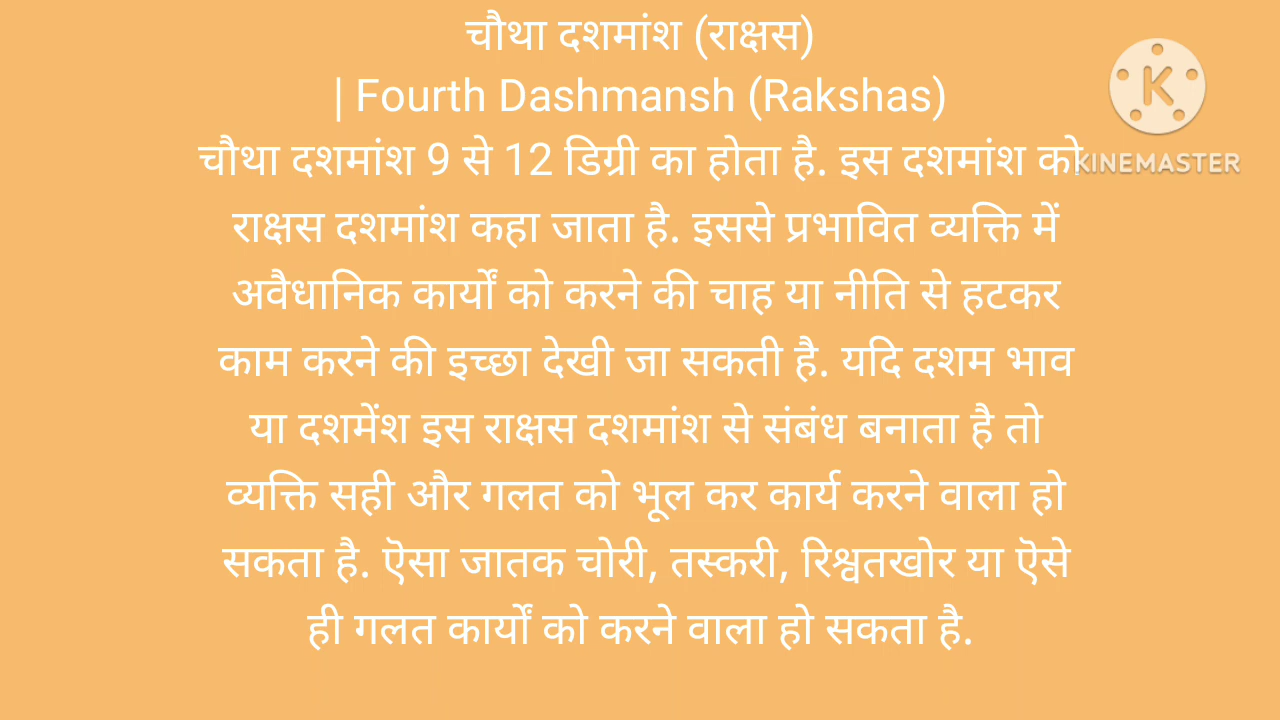 चौथा दशमांश (राक्षस)
| Fourth Dashmansh (Rakshas)
चौथा दशमांश 9 से 12 डिग्री का होता है. इस दशमांश को
राक्षस दशमांश कहा जाता है. इससे प्रभावित व्यक्ति में
अवैधानिक कार्यों को करने की चाह या नीति से हटकर
काम करने की इच्छा देखी जा सकती है. यदि दशम भाव
या दशमेंश इस राक्षस दशमांश से संबंध बनाता है तो
व्यक्ति सही और गलत को भूल कर कार्य करने वाला हो
सकता है. ऎसा जातक चोरी, तस्करी, रिश्वतखोर या ऎसे
ही गलत कार्यों को करने वाला हो सकता है.
K
KINEMASTER